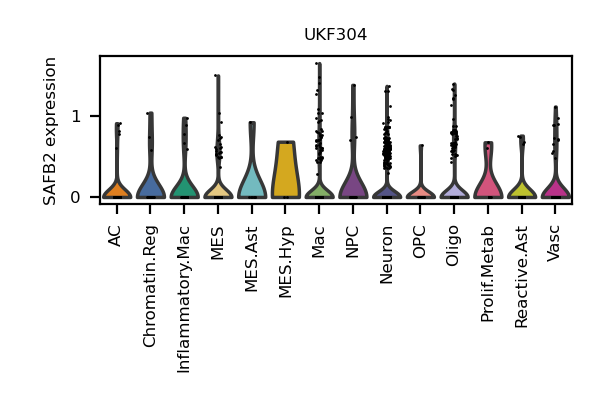 UKF304
SAFB2 expression
1
0
AC
Chromatin.Reg
Inflammatory.Mac
MES
MES.Ast
MES.Hyp
Mac
NPC
Neuron
OPC
Oligo
Prolif.Metab
Reactive.Ast
Vasc